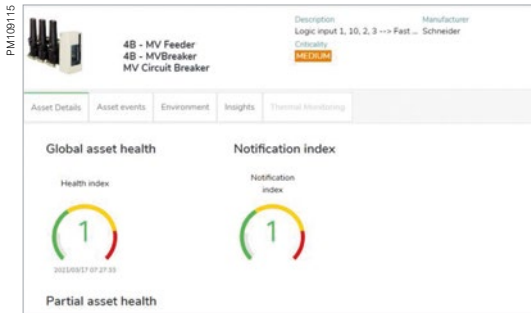 PM109115
4B - MV Feeder
4B - MVBreaker
MV Circuit Breaker
Description
Logic input 1, 10, 2, 3 --> Fast ...
Criticality
MEDIUM
Manufacturer
Schneider
Asset Details
Asset events
Environment
Insights
Thermal Monitoring
Global asset health
Notification index
Health index
1
2021/03/17 07:27:03
Notification
index
1
Partial asset health